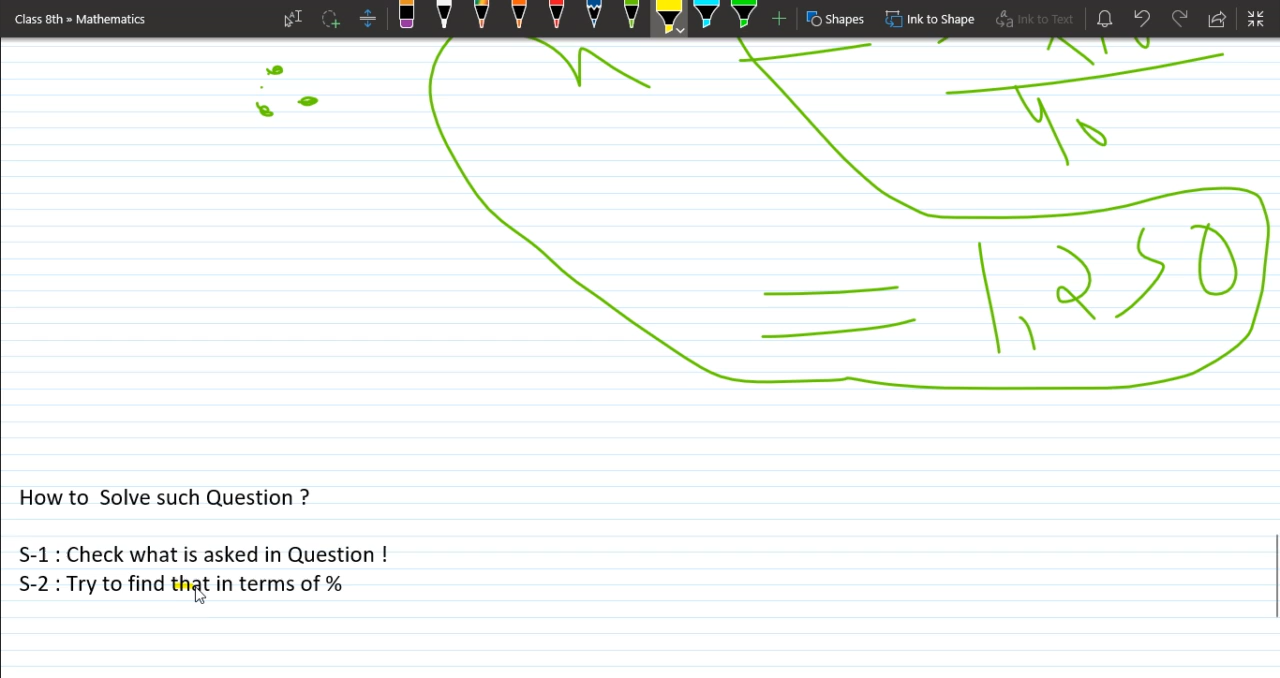 Class 8th » Mathematics
Shapes
Ink to Shape
Ink to Text
= 1,250
How to Solve such Question ?
S-1 : Check what is asked in Question !
S-2 : Try to find that in terms of %